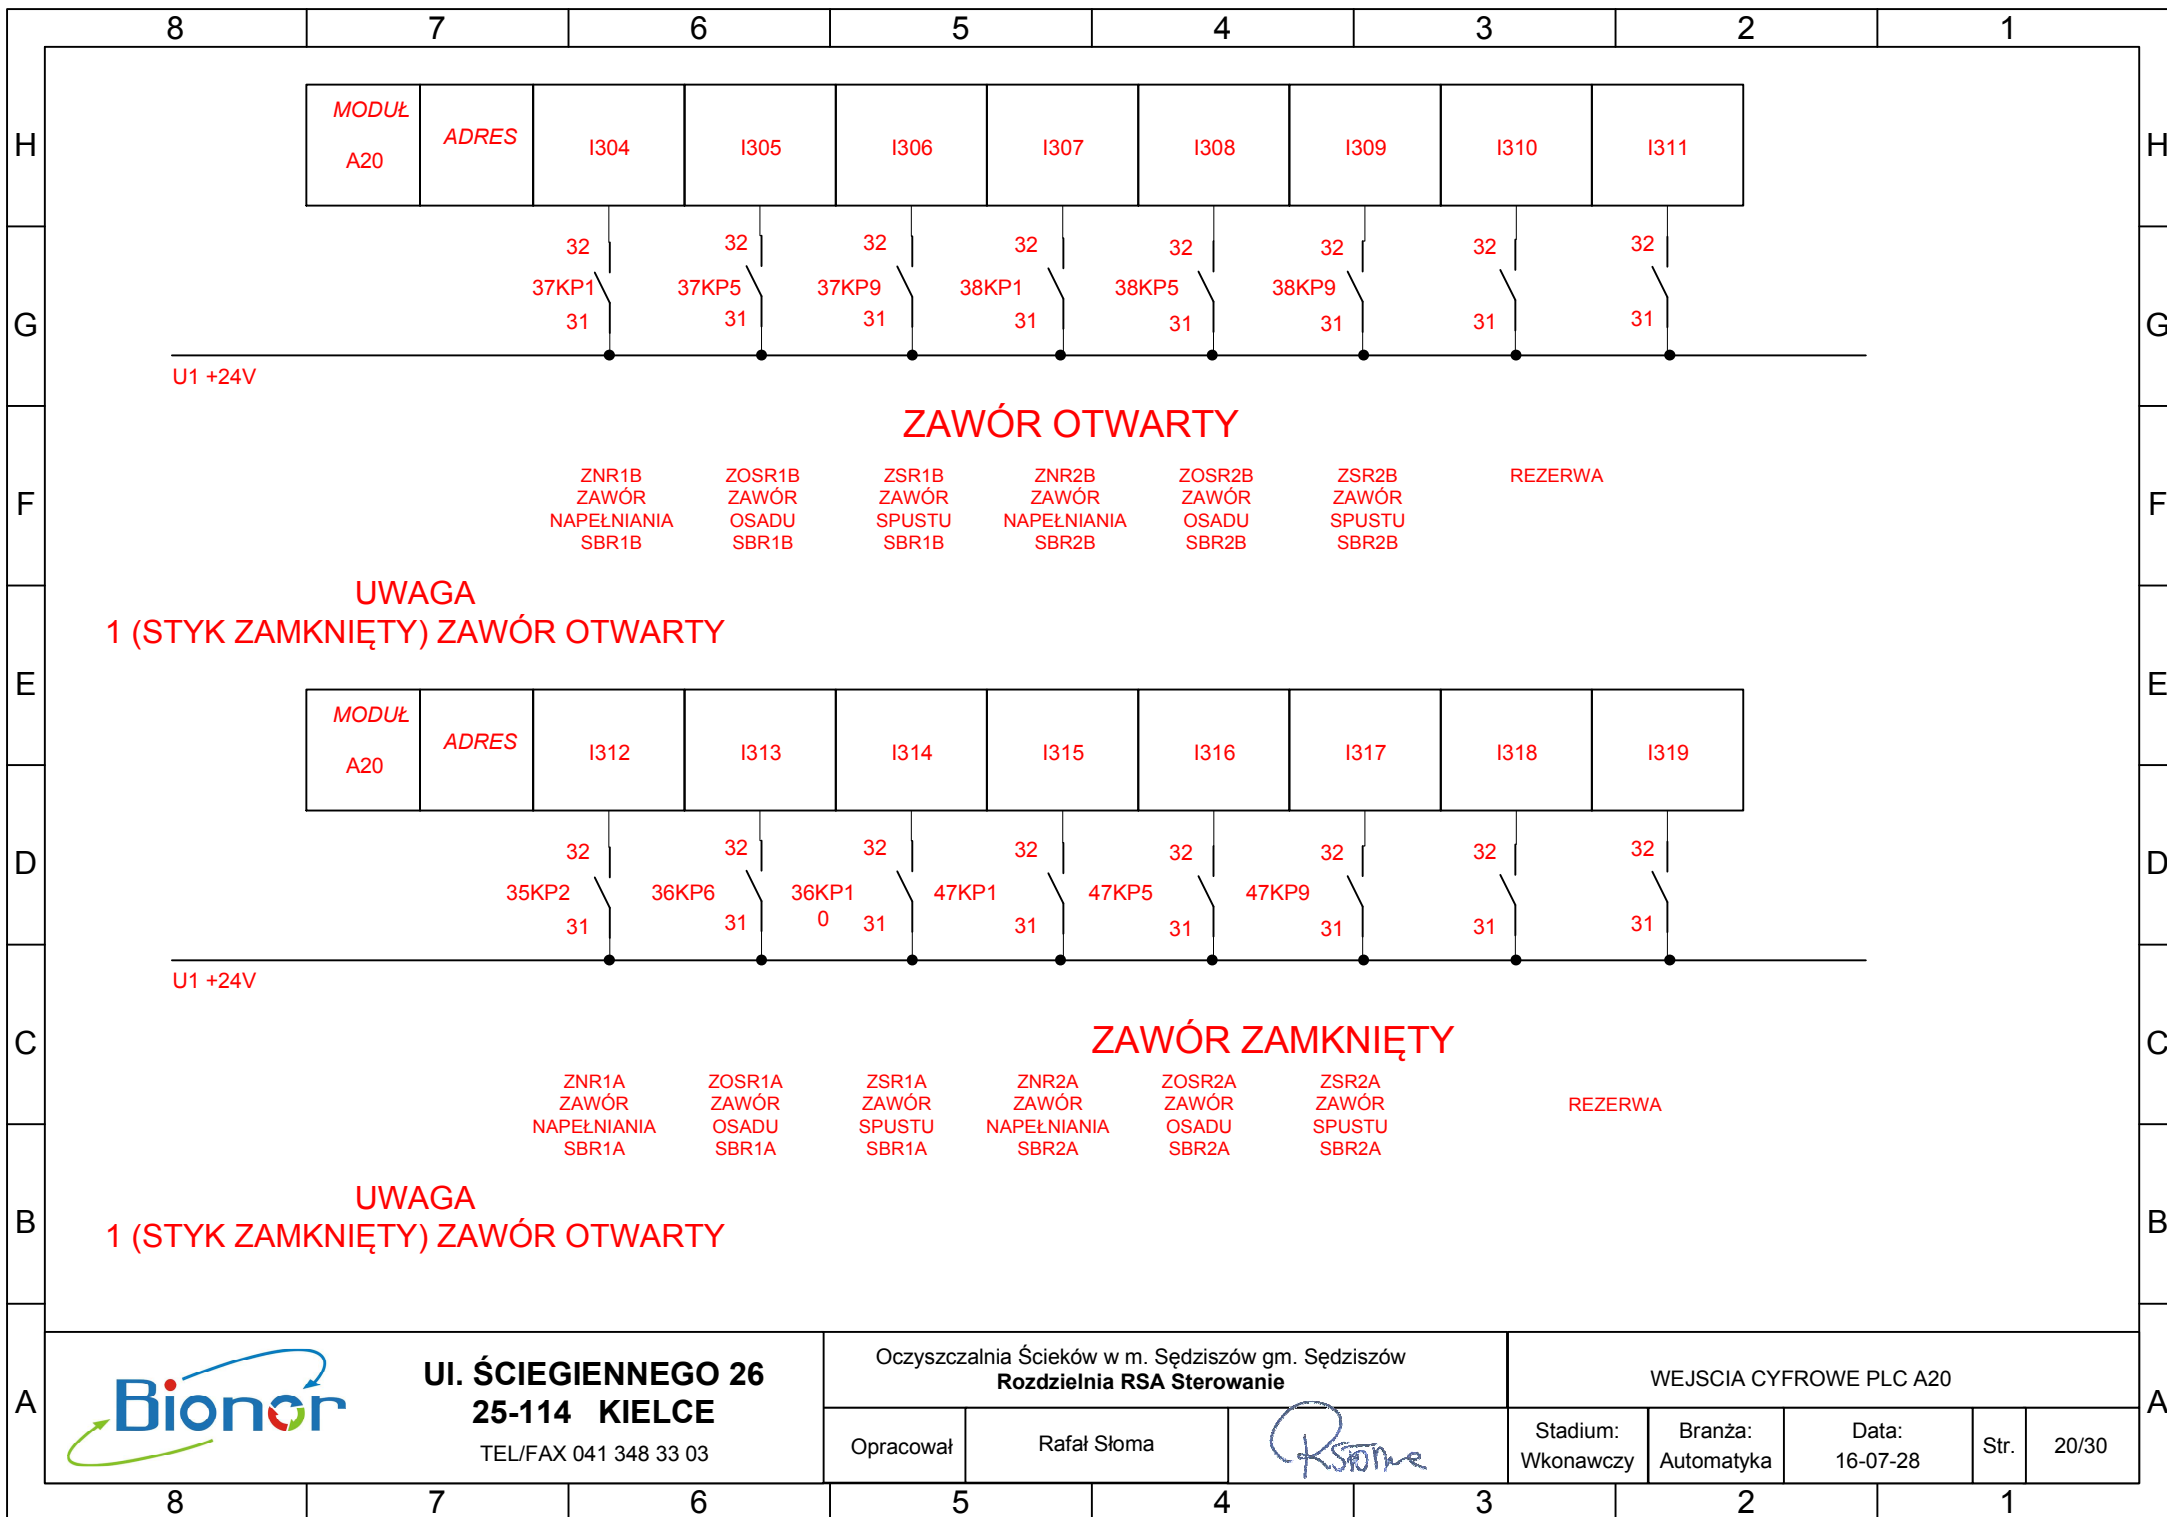 8 7 6 5 4 3 2 1
MODUŁ
A20
ADRES
I304 I305 I306 I307 I308 I309 I310 I311
H H
32 32 32 32 32 32 32 32
37KP1 37KP5 37KP9 38KP1 38KP5 38KP9
31 31 31 31 31 31 31 31
G G
U1 +24V
ZAWÓR OTWARTY
ZNR1B ZOSR1B ZSR1B ZNR2B ZOSR2B ZSR2B REZERWA
ZAWÓR ZAWÓR ZAWÓR ZAWÓR ZAWÓR ZAWÓR
NAPEŁNIANIA OSADU SPUSTU NAPEŁNIANIA OSADU SPUSTU
SBR1B SBR1B SBR1B SBR2B SBR2B SBR2B
F F
UWAGA
1 (STYK ZAMKNIĘTY) ZAWÓR OTWARTY
E E
MODUŁ
A20
ADRES
I312 I313 I314 I315 I316 I317 I318 I319
32 32 32 32 32 32 32 32
35KP2 36KP6 36KP1 47KP1 47KP5 47KP9
0
31 31 31 31 31 31 31 31
D D
U1 +24V
ZAWÓR ZAMKNIĘTY
C C
ZNR1A ZOSR1A ZSR1A ZNR2A ZOSR2A ZSR2A
ZAWÓR ZAWÓR ZAWÓR ZAWÓR ZAWÓR ZAWÓR REZERWA
NAPEŁNIANIA OSADU SPUSTU NAPEŁNIANIA OSADU SPUSTU
SBR1A SBR1A SBR1A SBR2A SBR2A SBR2A
UWAGA
1 (STYK ZAMKNIĘTY) ZAWÓR OTWARTY
B B
A A
Bionor
Ul. ŚCIEGIENNEGO 26
25-114 KIELCE
TEL/FAX 041 348 33 03
Oczyszczalnia Ścieków w m. Sędziszów gm. Sędziszów
Rozdzielnia RSA Sterowanie
Opracował
Rafał Słoma
RSłoma
WEJSCIA CYFROWE PLC A20
Stadium:
Wkonawczy
Branża:
Automatyka
Data:
16-07-28
Str.
20/30
8 7 6 5 4 3 2 1